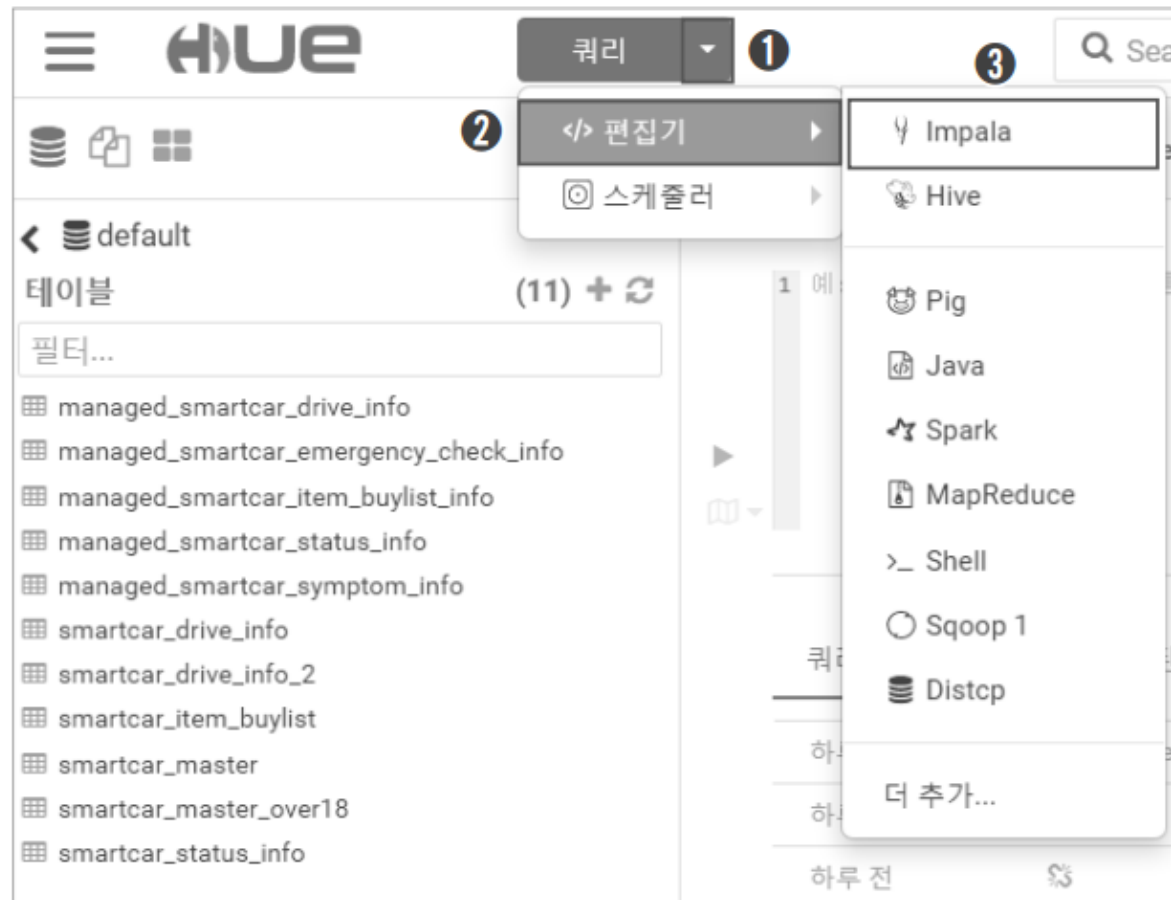 HUE
쿼리
❶
❸
Sea
❷
</> 편집기
Impala
스케줄러
Hive
default
테이블
(11)
1
예
Pig
필터...
Java
managed_smartcar_drive_info
Spark
managed_smartcar_emergency_check_info
managed_smartcar_item_buylist_info
MapReduce
managed_smartcar_status_info
>_ Shell
managed_smartcar_symptom_info
smartcar_drive_info
Sqoop 1
smartcar_drive_info_2
Distcp
smartcar_item_buylist
smartcar_master
더 추가...
smartcar_master_over18
smartcar_status_info
하루 전